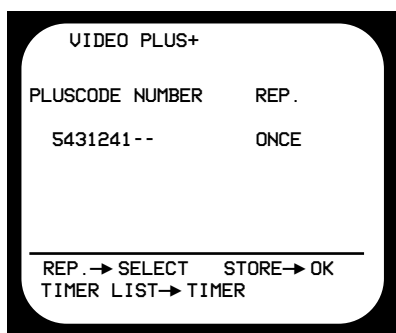 VIDEO PLUS+
PLUSCODE NUMBER REP.
5431241-- ONCE
REP.→ SELECT STORE→ OK
TIMER LIST→ TIMER